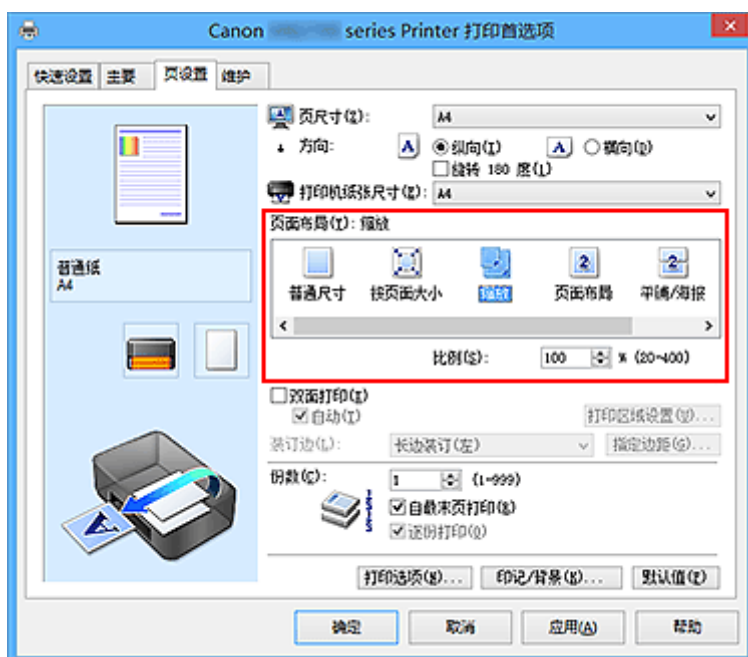 Canon series Printer 打印首选项
快速设置 主要 页设置 维护
页尺寸(Z): A4
方向: A 纵向(I) A 横向(D)
旋转 180 度(L)
打印机纸张尺寸(E): A4
页面布局(Y): 缩放
普通尺寸 按页面大小 缩放 页面布局 平铺/海报
比例(S): 100 % (20-400)
普通纸
A4
双面打印(X)
自动(T) 打印区域设置(U)...
装订边(L): 长边装订(左) 指定边距(G)...
份数(C): 1 (1-999)
自最末页打印(R)
逐份打印(O)
打印选项(N)... 印记/背景(K)... 默认值(F)
确定 取消 应用(A) 帮助